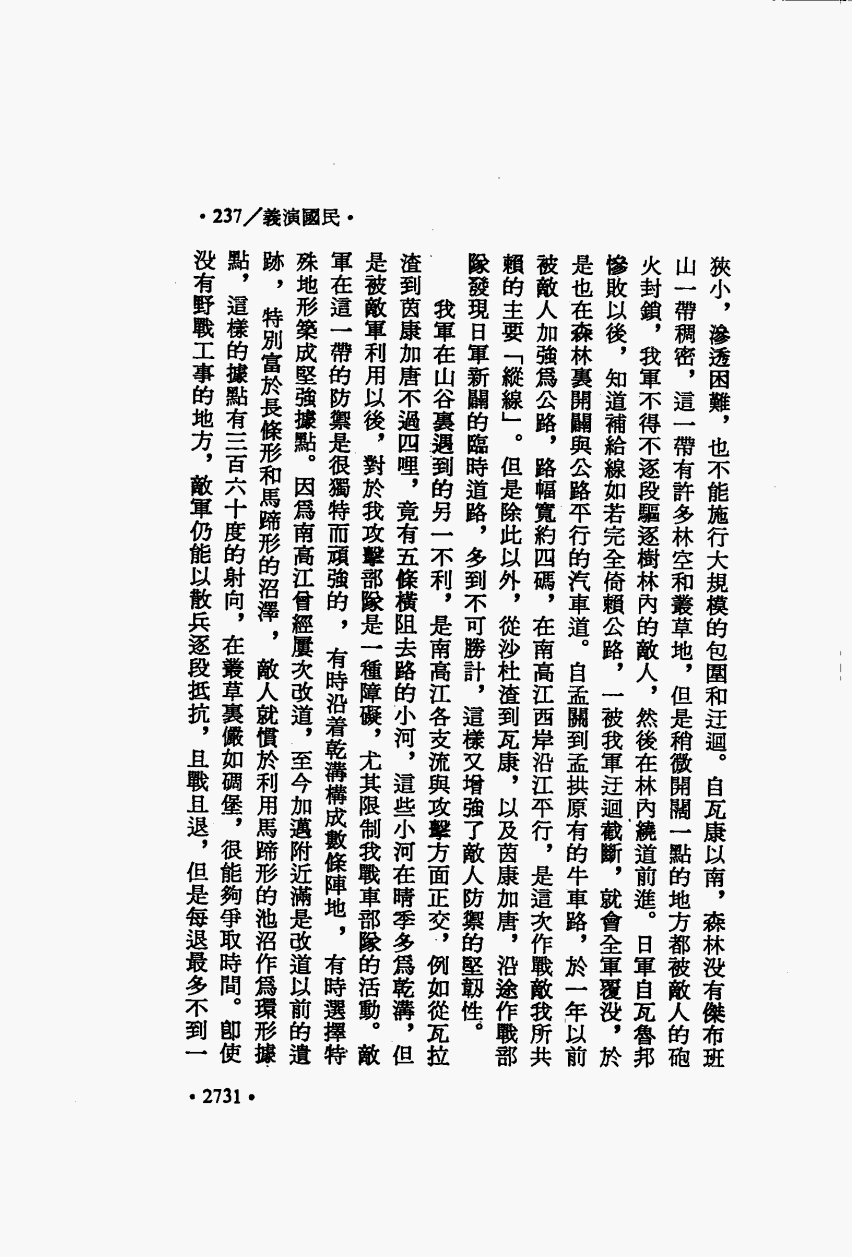 •237／義演國民•
狹小，滲透困難，也不能施行大規模的包圍和迂迴。自瓦康以南，森林沒有傑布班
山一帶稠密，這一帶有許多林空和叢草地，但是稍微開闊一點的地方都被敵人的砲
火封鎖，我軍不得不逐段驅逐樹林內的敵人，然後在林內繞道前進。日軍自瓦魯邦
慘敗以後，知道補給線如若完全倚賴公路，一被我軍迂迴截斷，就會全軍覆沒，於
是也在森林裏開闢與公路平行的汽車道。自孟關到孟拱原有的牛車路，於一年以前
被敵人加強爲公路，路幅寬約四碼，在南高江西岸沿江平行，是這次作戰敵我所共
賴的主要「縱線」。但是除此以外，從沙杜渣到瓦康，以及茵康加唐，沿途作戰部
隊發現日軍新闢的臨時道路，多到不可勝計，這樣又增強了敵人防禦的堅韌性。
我軍在山谷裏遇到的另一不利，是南高江各支流與攻擊方面正交，例如從瓦拉
渣到茵康加唐不過四哩，竟有五條橫阻去路的小河，這些小河在晴季多爲乾溝，但
是被敵軍利用以後，對於我攻擊部隊是一種障礙，尤其限制我戰車部隊的活動。敵
軍在這一帶的防禦是很獨特而頑強的，有時沿着乾溝構成數條陣地，有時選擇特
殊地形築成堅強據點。因爲南高江曾經屢次改道，至今加邁附近滿是改道以前的遺
跡，特別富於長條形和馬蹄形的沼澤，敵人就慣於利用馬蹄形的池沼作爲環形據
點，這樣的據點有三百六十度的射向，在叢草裏儼如碉堡，很能夠爭取時間。卽使
沒有野戰工事的地方，敵軍仍能以散兵逐段抵抗，且戰且退，但是每退最多不到一
•2731•